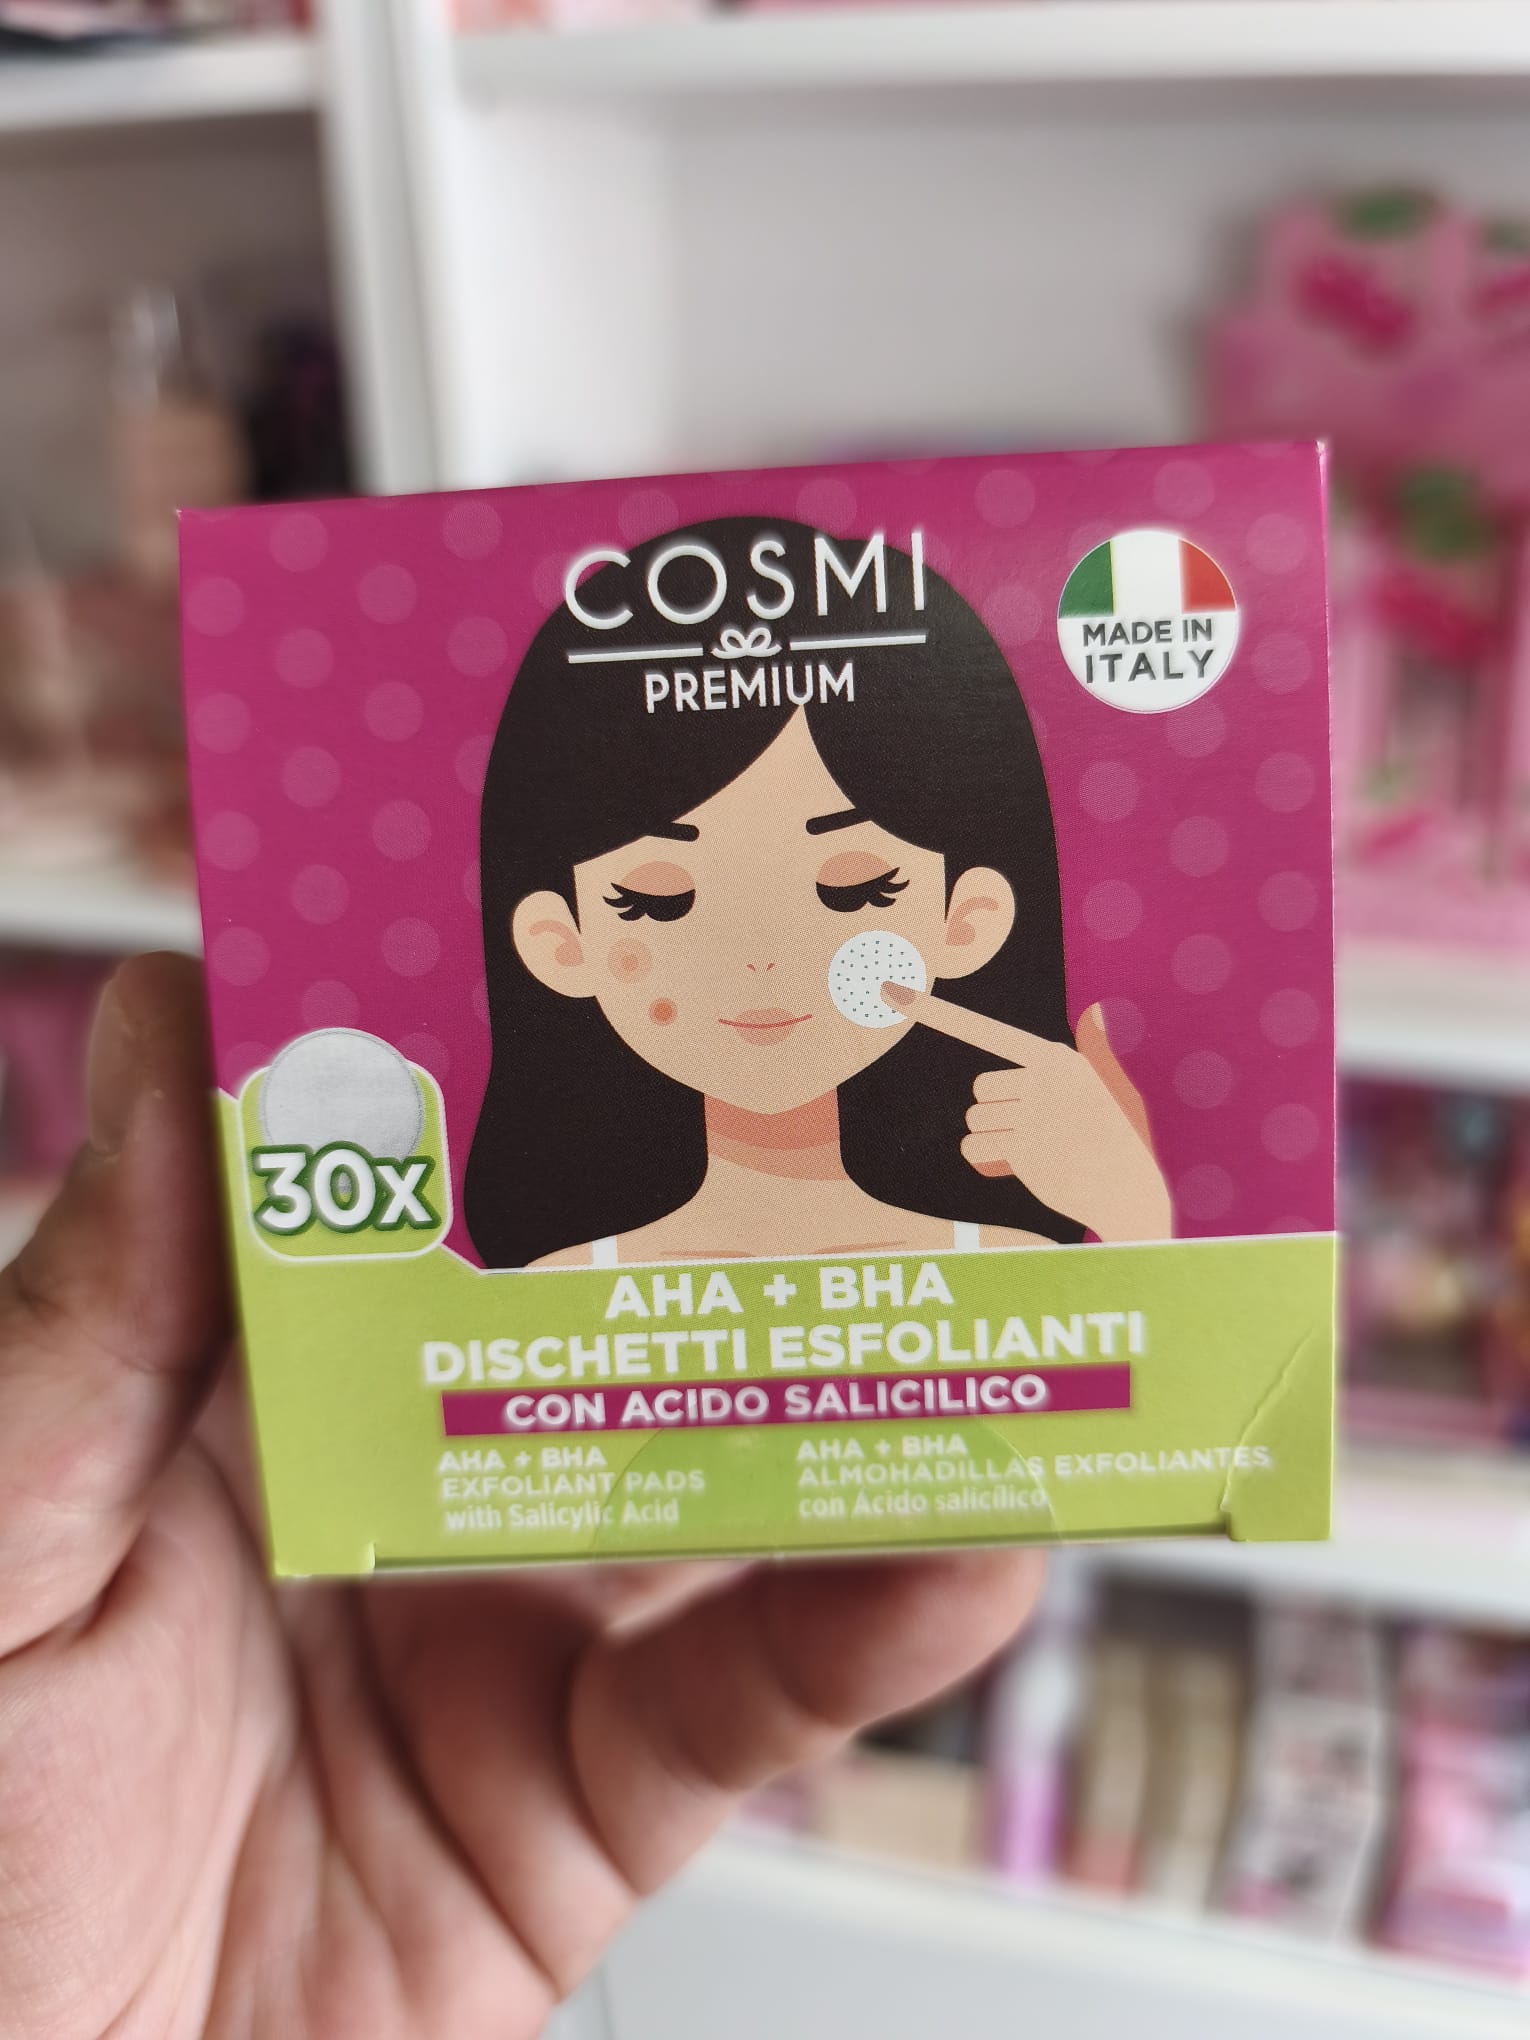 COSMI
PREMIUM
MADE IN
ITALY
30x
AHA + BHA
DISCHETTI ESFOLIANTI
CON ACIDO SALICILICO
AHA + BHA
EXFOLIANT PADS
with Salicylic Acid
AHA + BHA
ALMOHADILLAS EXFOLIANTES
con Ácido salicílico